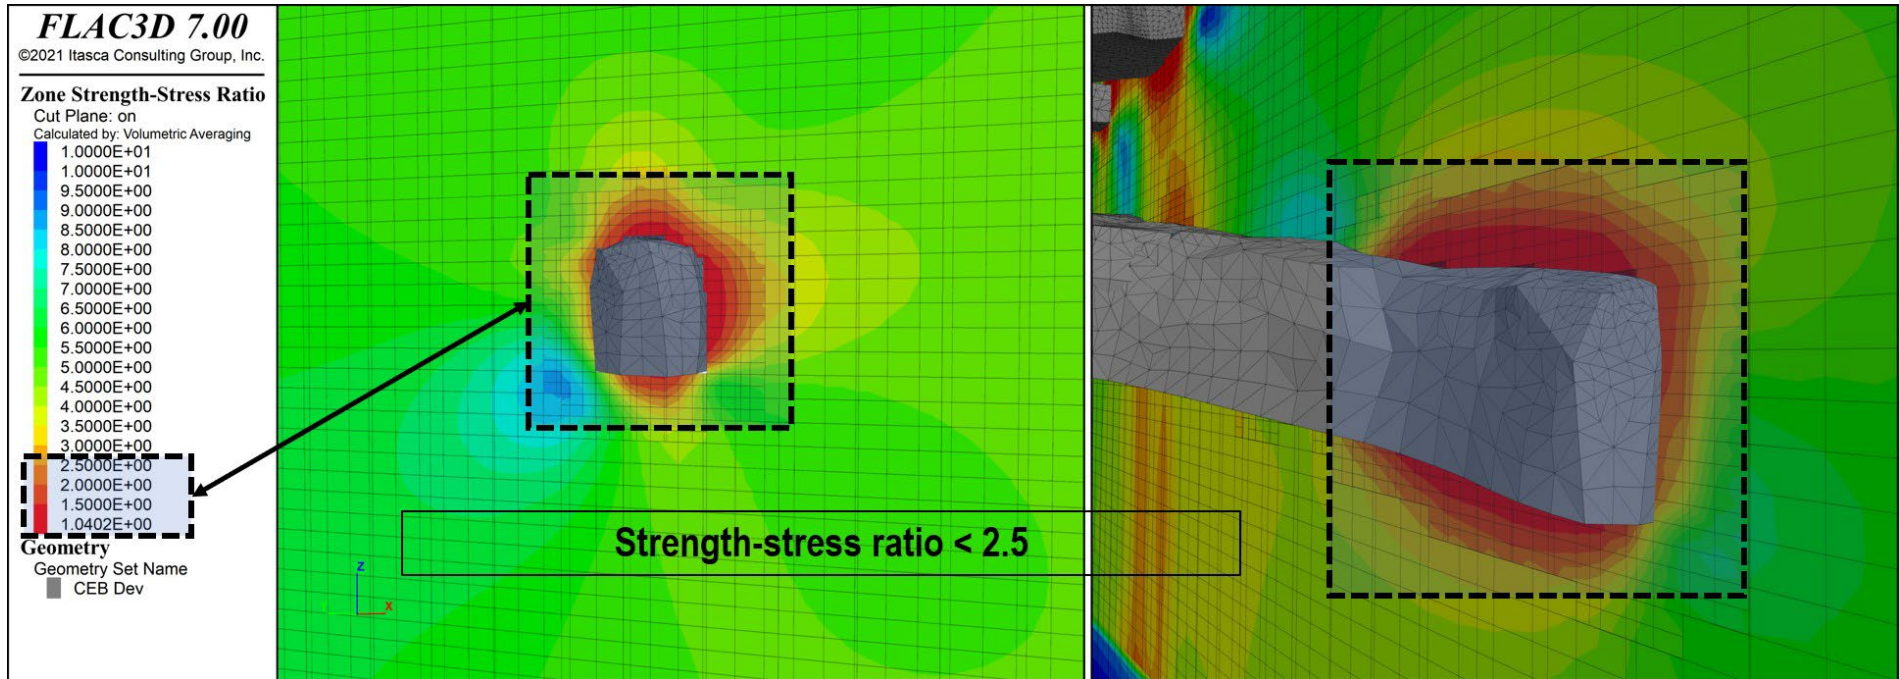 FLAC3D 7.00
©2021 Itasca Consulting Group, Inc.
Zone Strength-Stress Ratio
Cut Plane: on
Calculated by: Volumetric Averaging
1.0000E+01
1.0000E+01
9.5000E+00
9.0000E+00
8.5000E+00
8.0000E+00
7.5000E+00
7.0000E+00
6.5000E+00
6.0000E+00
5.5000E+00
5.0000E+00
4.5000E+00
4.0000E+00
3.5000E+00
3.0000E+00
2.5000E+00
2.0000E+00
1.5000E+00
1.0402E+00
Geometry
Geometry Set Name
CEB Dev
Strength-stress ratio < 2.5
Z
X